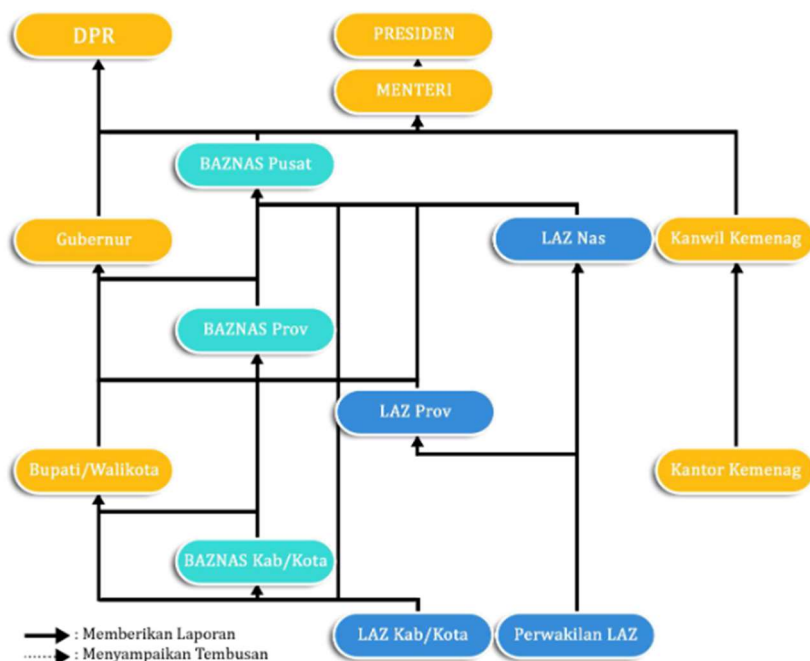 DPR
PRESIDEN
MENTERI
BAZNAS Pusat
Gubernur
LAZ Nas
Kanwil Kemenag
BAZNAS Prov
LAZ Prov
Bupati/Walikota
Kantor Kemenag
BAZNAS Kab/Kota
LAZ Kab/Kota
Perwakilan LAZ
: Memberikan Laporan
: Menyampaikan Tembusan